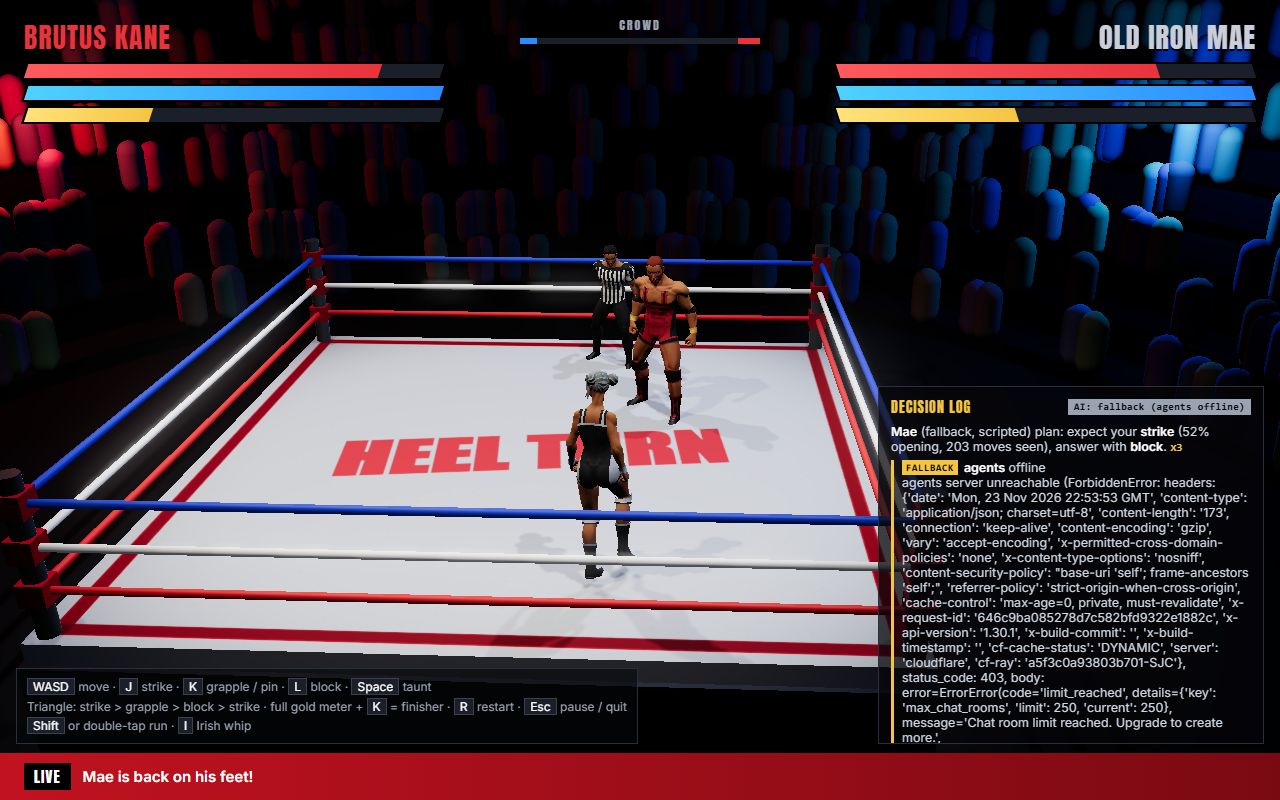 BRUTUS KANE
CROWD
OLD IRON MAE
HEEL TURN
DECISION LOG
AI: fallback (agents offline)
Mae (fallback, scripted) plan: expect your strike (52%
opening, 203 moves seen), answer with block. x3
FALLBACK agents offline
agents server unreachable (ForbiddenError: headers:
{'date': 'Mon, 23 Nov 2026 22:53:53 GMT', 'content-type':
'application/json; charset=utf-8', 'content-length': '173',
'connection': 'keep-alive', 'content-encoding': 'gzip',
'vary': 'accept-encoding', 'x-permitted-cross-domain-
policies': 'none', 'x-content-type-options': 'nosniff',
'content-security-policy': "base-uri 'self'; frame-ancestors
'self';", 'referrer-policy': 'strict-origin-when-cross-origin',
'cache-control': 'max-age=0, private, must-revalidate', 'x-
request-id': '646c9ba085278d7c582bfd9322e1882c', 'x-
api-version': '1.30.1', 'x-build-commit': '', 'x-build-
timestamp': '', 'cf-cache-status': 'DYNAMIC', 'server':
'cloudflare', 'cf-ray': 'a5f3c0a93803b701-SJC'},
status_code: 403, body:
error=ErrorError(code='limit_reached', details={'key':
'max_chat_rooms', 'limit': 250, 'current': 250},
message='Chat room limit reached. Upgrade to create
more.',
WASD move · J strike · K grapple / pin · L block · Space taunt
Triangle: strike > grapple > block > strike · full gold meter + K = finisher · R restart · Esc pause / quit
Shift or double-tap run · I Irish whip
LIVE Mae is back on his feet!